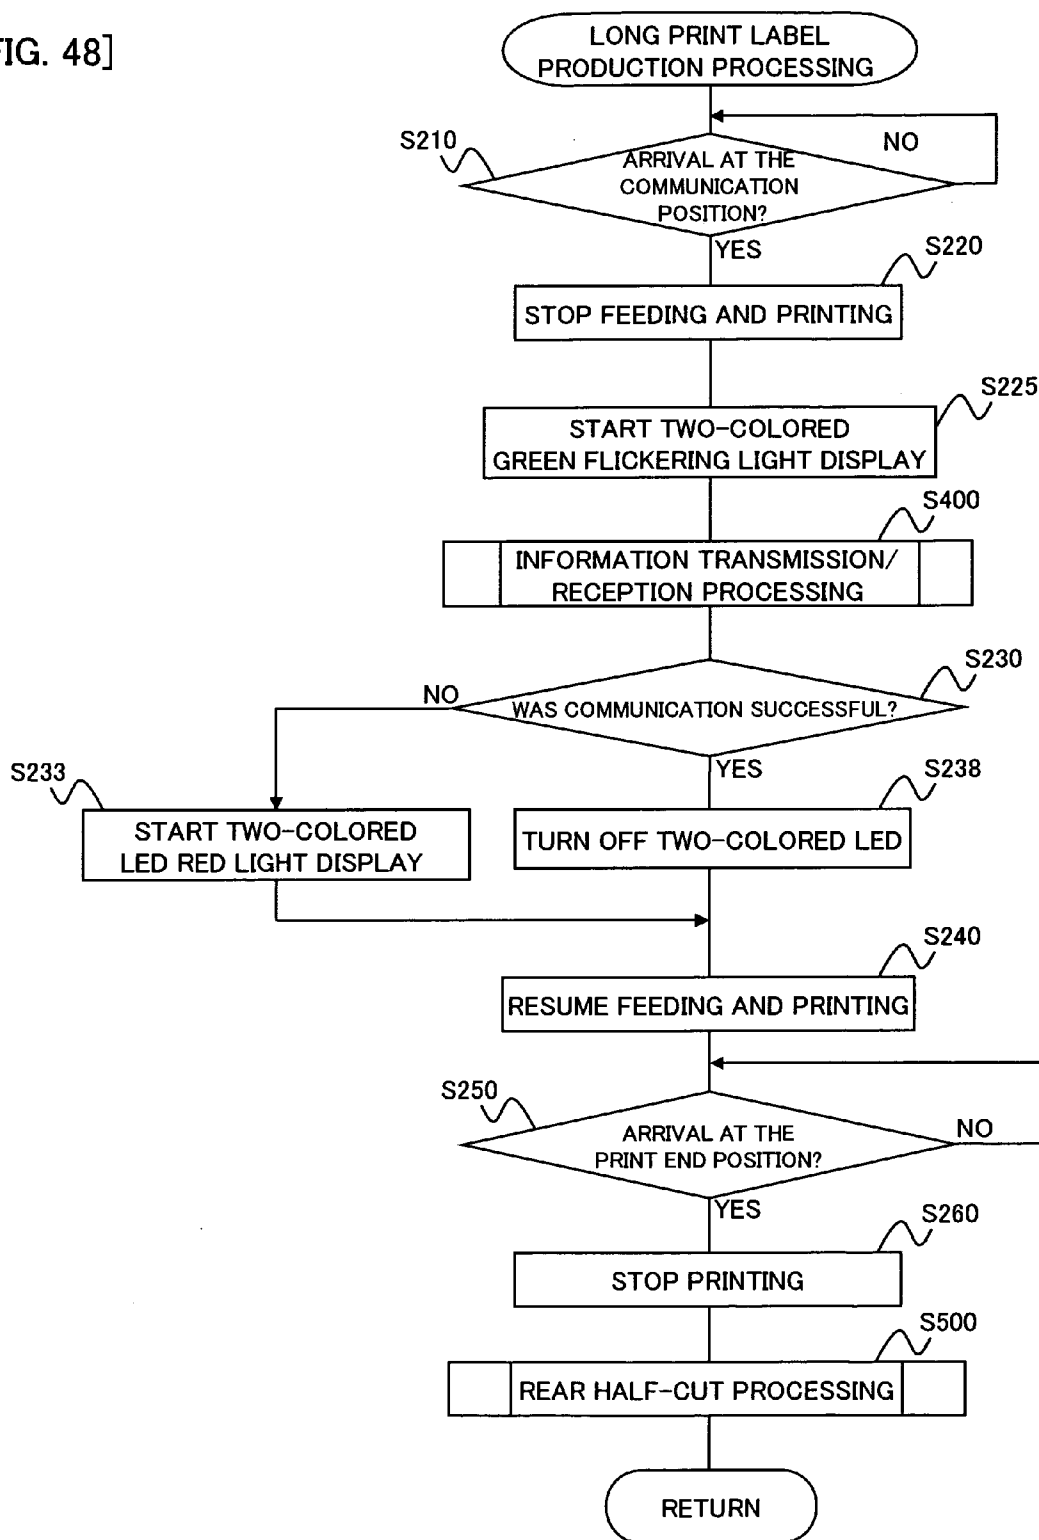 FIG. 48]
LONG PRINT LABEL
PRODUCTION PROCESSING
S210
NO
ARRIVAL AT THE
COMMUNICATION
POSITION?
YES
S220
STOP FEEDING AND PRINTING
S225
START TWO-COLORED
GREEN FLICKERING LIGHT DISPLAY
S400
INFORMATION TRANSMISSION/
RECEPTION PROCESSING
S230
NO
WAS COMMUNICATION SUCCESSFUL?
YES
S233
START TWO-COLORED
LED RED LIGHT DISPLAY
S238
TURN OFF TWO-COLORED LED
S240
RESUME FEEDING AND PRINTING
S250
ARRIVAL AT THE
PRINT END POSITION?
NO
YES
S260
STOP PRINTING
S500
REAR HALF-CUT PROCESSING
RETURN